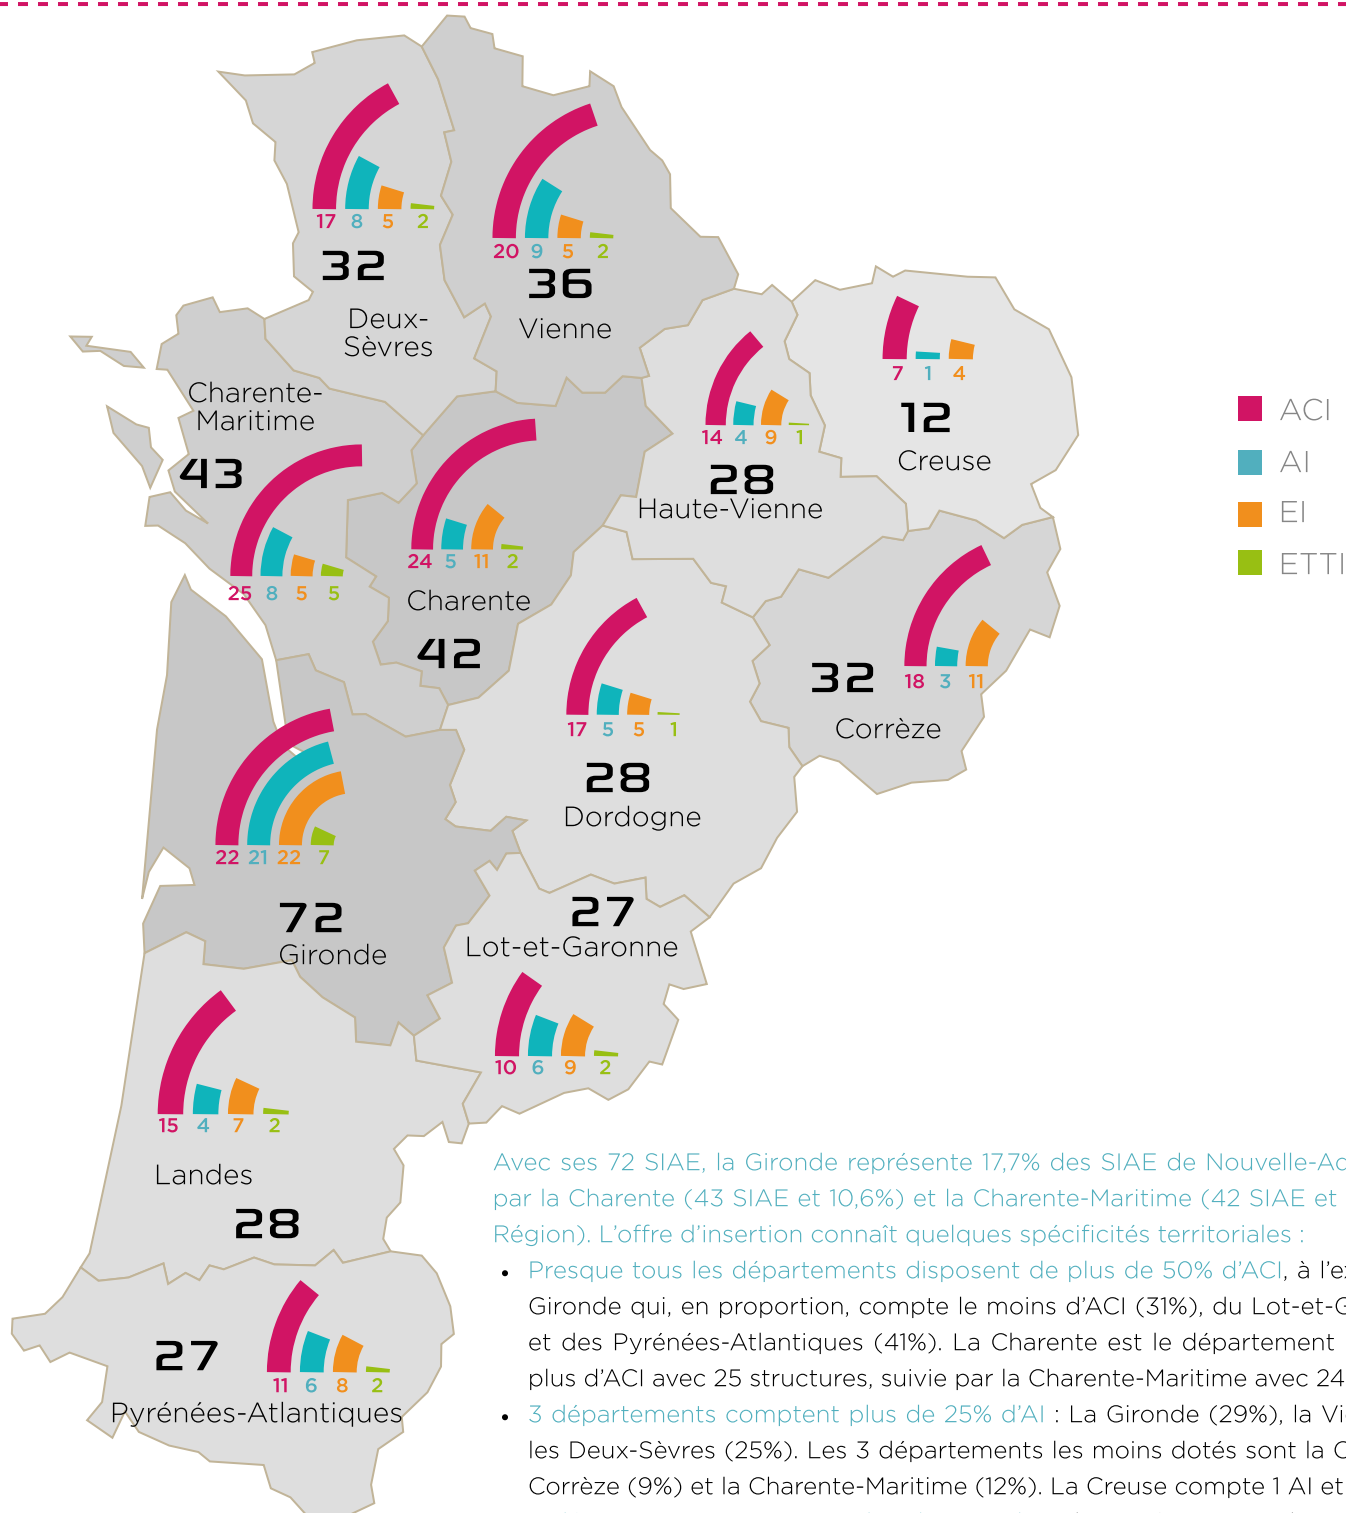 17 8 5 2
32
Deux-
Sèvres
20 9 5 2
36
Vienne
7 1 4
12
Creuse
Charente-
Maritime
43
25 8 5 5
24 5 11 2
Charente
42
14 4 9 1
28
Haute-Vienne
ACI
AI
EI
ETTI
18 3 11
32
Corrèze
17 5 5 1
28
Dordogne
22 21 22 7
72
Gironde
27
Lot-et-Garonne
10 6 9 2
15 4 7 2
Landes
28
27
11 6 8 2
Pyrénées-Atlantiques
Avec ses 72 SIAE, la Gironde représente 17,7% des SIAE de
par la Charente (43 SIAE et 10,6%) et la Charente-Maritime (42 SIAE et
Région). L'offre d'insertion connaît quelques spécificités territoriales :
• Presque tous les départements disposent de plus de 50% d'ACI, à
Gironde qui, en proportion, compte le moins d'ACI (31%), du
et des Pyrénées-Atlantiques (41%). La Charente est le département
plus d'ACI avec 25 structures, suivie par la Charente-Maritime avec 24
• 3 départements comptent plus de 25% d'AI : La Gironde (29%), la
les Deux-Sèvres (25%). Les 3 départements les moins dotés sont la
Corrèze (9%) et la Charente-Maritime (12%). La Creuse compte 1 AI et